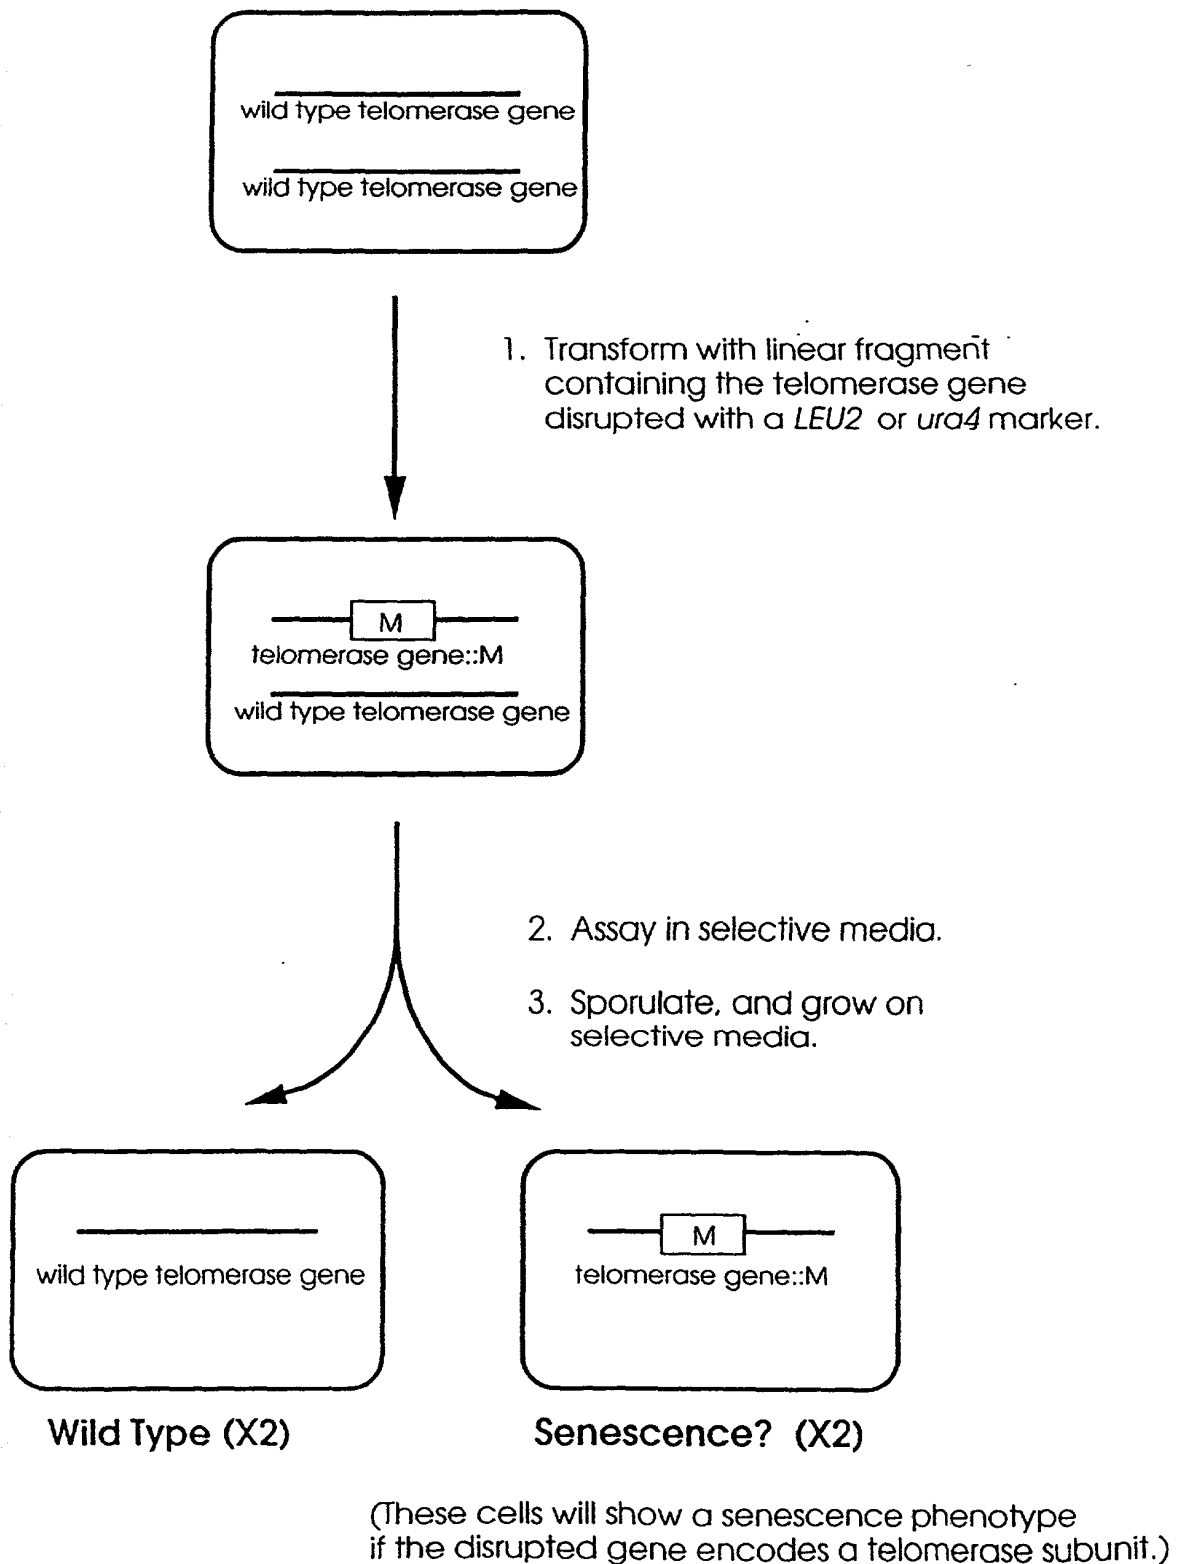 wild type telomerase gene
wild type telomerase gene
1. Transform with linear fragment
containing the telomerase gene
disrupted with a LEU2 or ura4 marker.
M
telomerase gene::M
wild type telomerase gene
2. Assay in selective media.
3. Sporulate, and grow on
selective media.
wild type telomerase gene
M
telomerase gene::M
Wild Type (X2)
Senescence? (X2)
(These cells will show a senescence phenotype
if the disrupted gene encodes a telomerase subunit.)